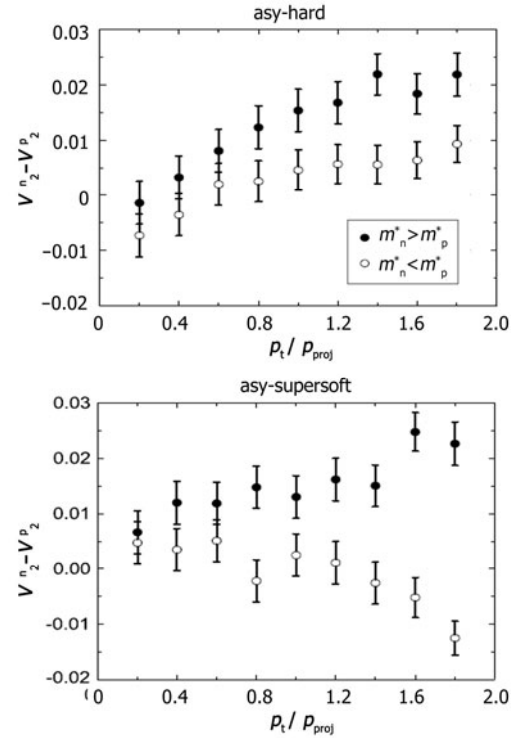 asy-hard
0.03
0.02
0.01
0
−0.01
−0.02
V^n_2−V^p_2
m*_n>m*_p
m*_n<m*_p
0 0.4 0.8 1.2 1.6 2.0
p_t / p_proj
asy-supersoft
0.03
0.02
0.01
0.00
−0.01
−0.02
V^n_2−V^p_2
0 0.4 0.8 1.2 1.6 2.0
p_t / p_proj